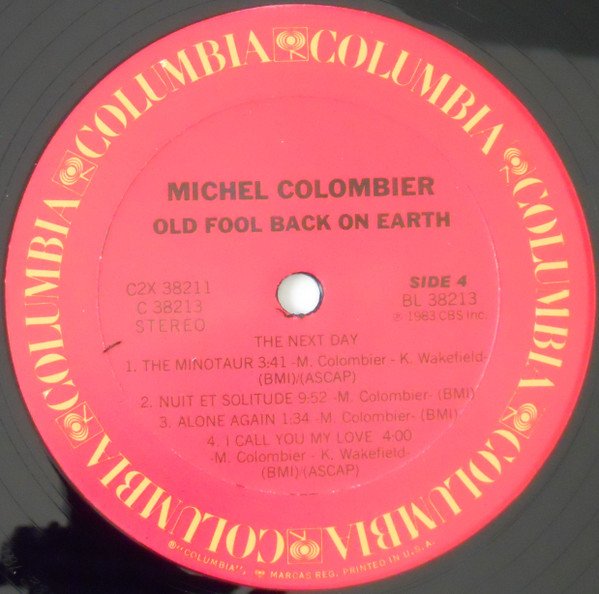 COLUMBIA COLUMBIA COLUMBIA COLUMBIA COLUMBIA COLUMBIA
MICHEL COLOMBIER
OLD FOOL BACK ON EARTH
C2X 38211
C 38213
STEREO
SIDE 4
BL 38213
℗ 1983 CBS Inc.
THE NEXT DAY
1. THE MINOTAUR 3:41 -M. Colombier - K. Wakefield-
(BMI)/(ASCAP)
2. NUIT ET SOLITUDE 9:52 -M. Colombier- (BMI)
3. ALONE AGAIN 1:34 -M. Colombier- (BMI)
4. I CALL YOU MY LOVE 4:00
-M. Colombier - K. Wakefield-
(BMI)/(ASCAP)
® "COLUMBIA", MARCAS REG. PRINTED IN U.S.A.